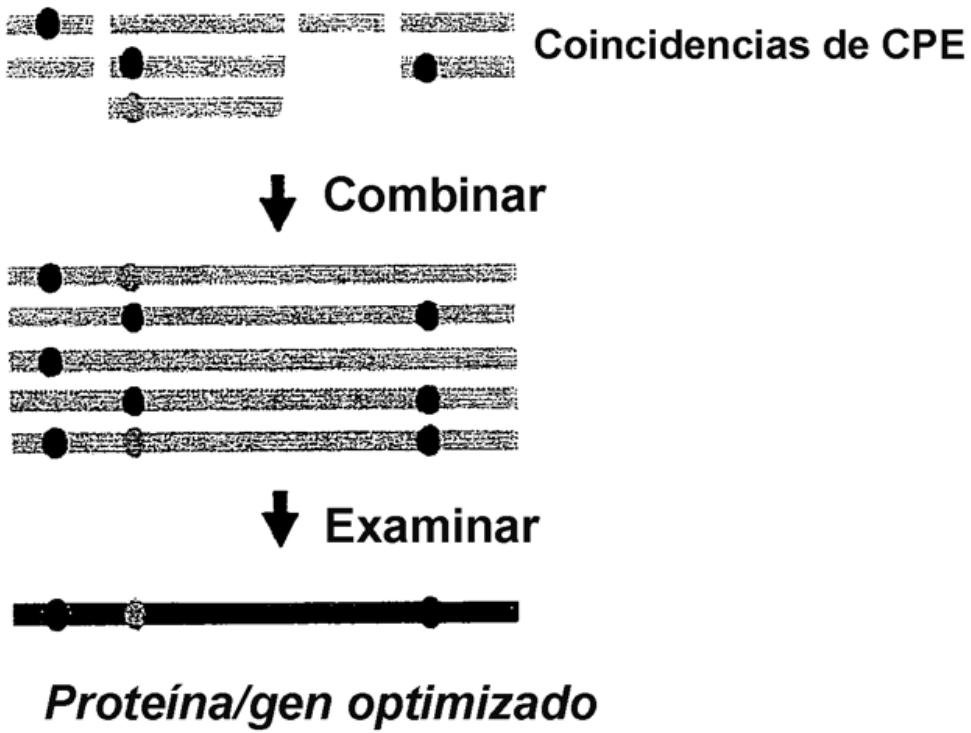 Coincidencias de CPE
Combinar
Examinar
Proteína/gen optimizado